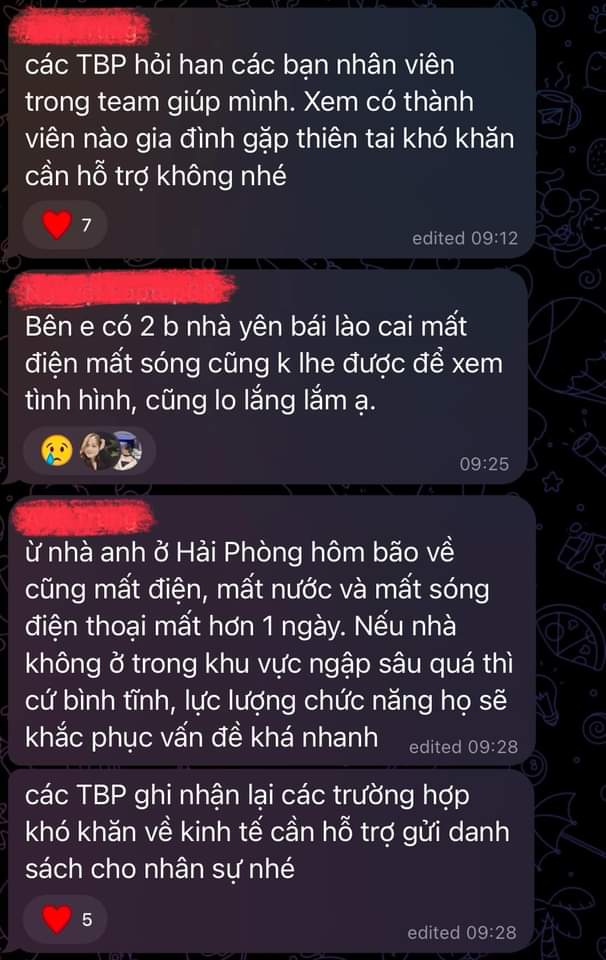 các TBP hỏi han các bạn nhân viên
trong team giúp mình. Xem có thành
viên nào gia đình gặp thiên tai khó khăn
cần hỗ trợ không nhé
7
edited 09:12
Bên e có 2 b nhà yên bái lào cai mất
điện mất sóng cũng k lhe được để xem
tình hình, cũng lo lắng lắm ạ.
09:25
ừ nhà anh ở Hải Phòng hôm bão về
cũng mất điện, mất nước và mất sóng
điện thoại mất hơn 1 ngày. Nếu nhà
không ở trong khu vực ngập sâu quá thì
cứ bình tĩnh, lực lượng chức năng họ sẽ
khắc phục vấn đề khá nhanh
edited 09:28
các TBP ghi nhận lại các trường hợp
khó khăn về kinh tế cần hỗ trợ gửi danh
sách cho nhân sự nhé
5
edited 09:28